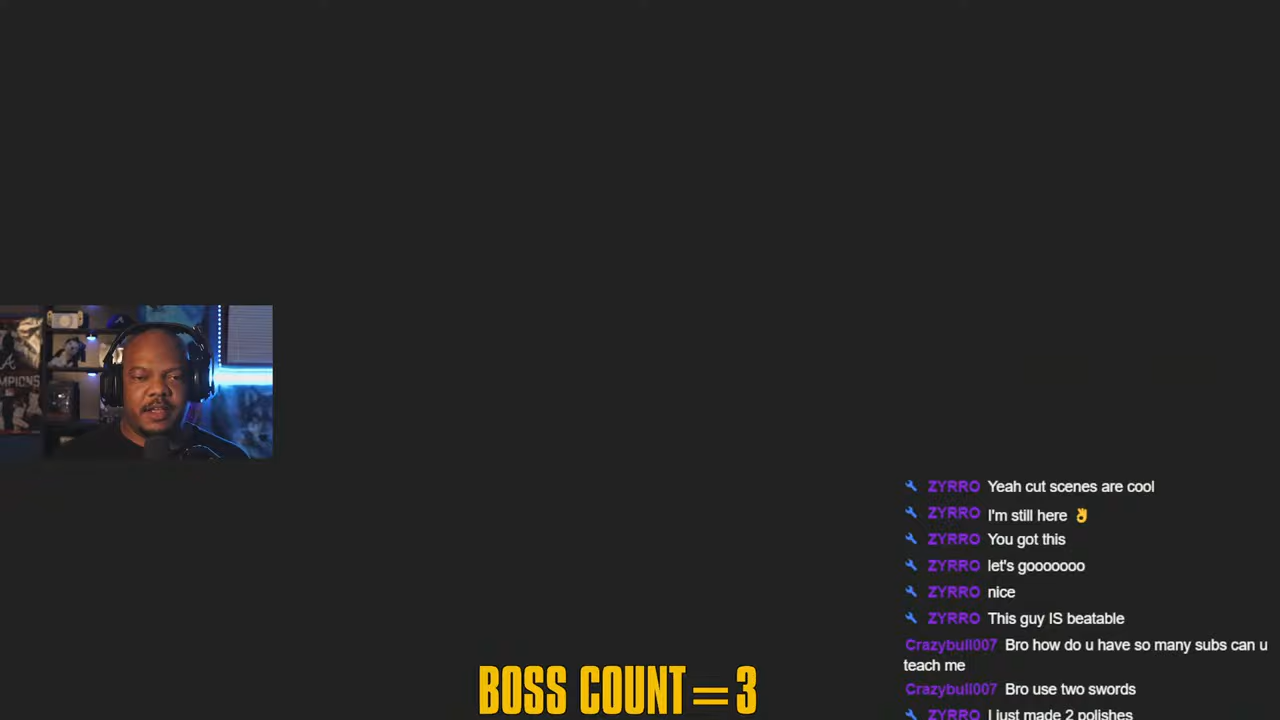 A
MPIONS
ZYRRO Yeah cut scenes are cool
ZYRRO I'm still here 👌
ZYRRO You got this
ZYRRO let's gooooooo
ZYRRO nice
ZYRRO This guy IS beatable
Crazybull007 Bro how do u have so many subs can u
teach me
Crazybull007 Bro use two swords
ZYRRO I just made 2 polishes
BOSS COUNT=3